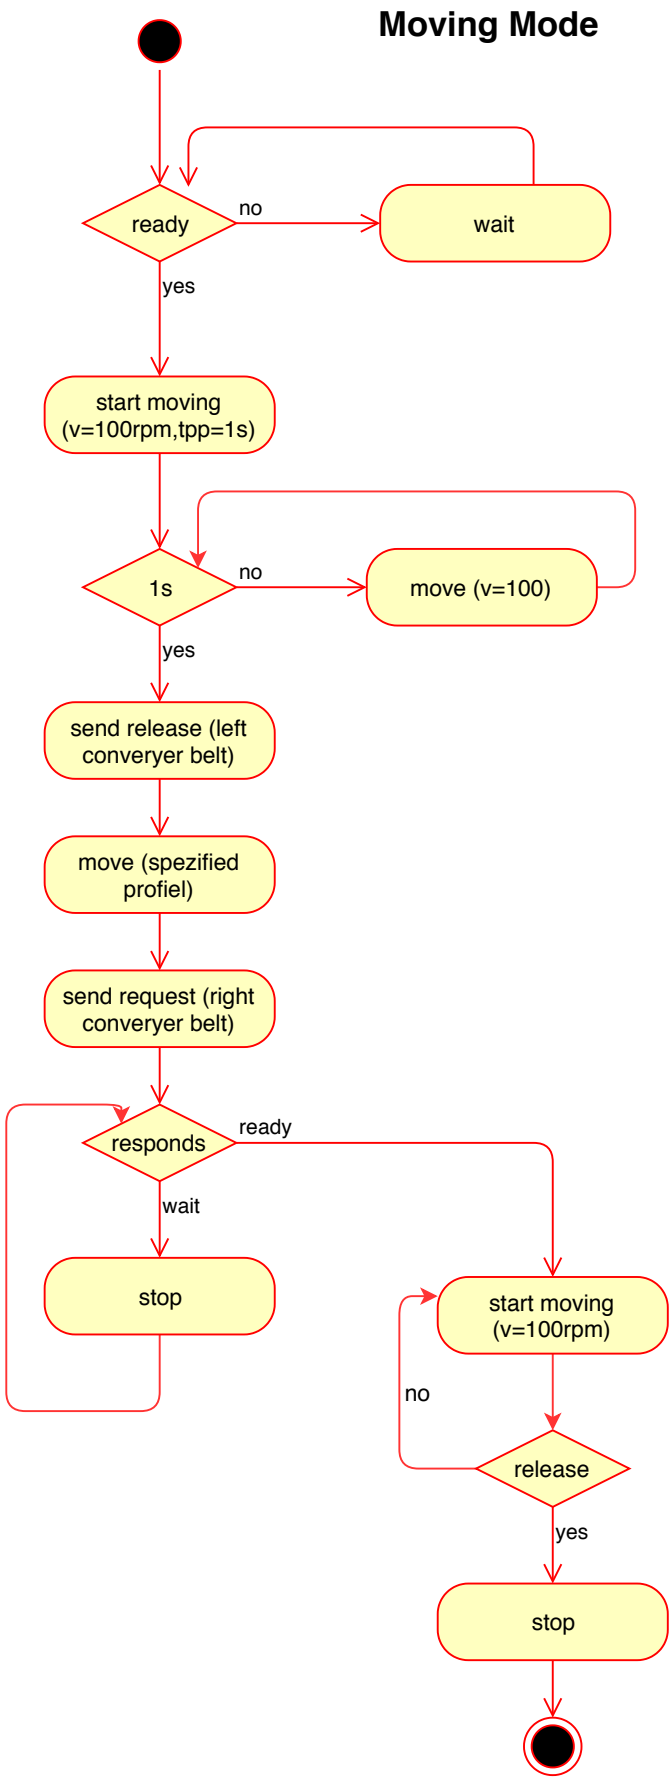 Moving Mode
ready
no
wait
yes
start moving
(v=100rpm,tpp=1s)
1s
no
move (v=100)
yes
send release (left
converyer belt)
move (spezified
profiel)
send request (right
converyer belt)
responds
ready
wait
stop
start moving
(v=100rpm)
no
release
yes
stop